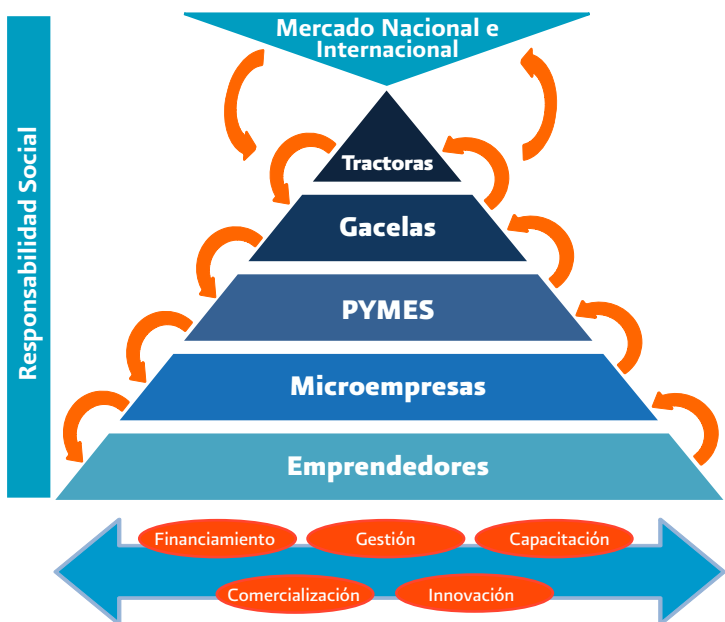 Mercado Nacional e
Internacional
Responsabilidad Social
Tractoras
Gacelas
PYMES
Microempresas
Emprendedores
Financiamiento
Gestión
Capacitación
Comercialización
Innovación